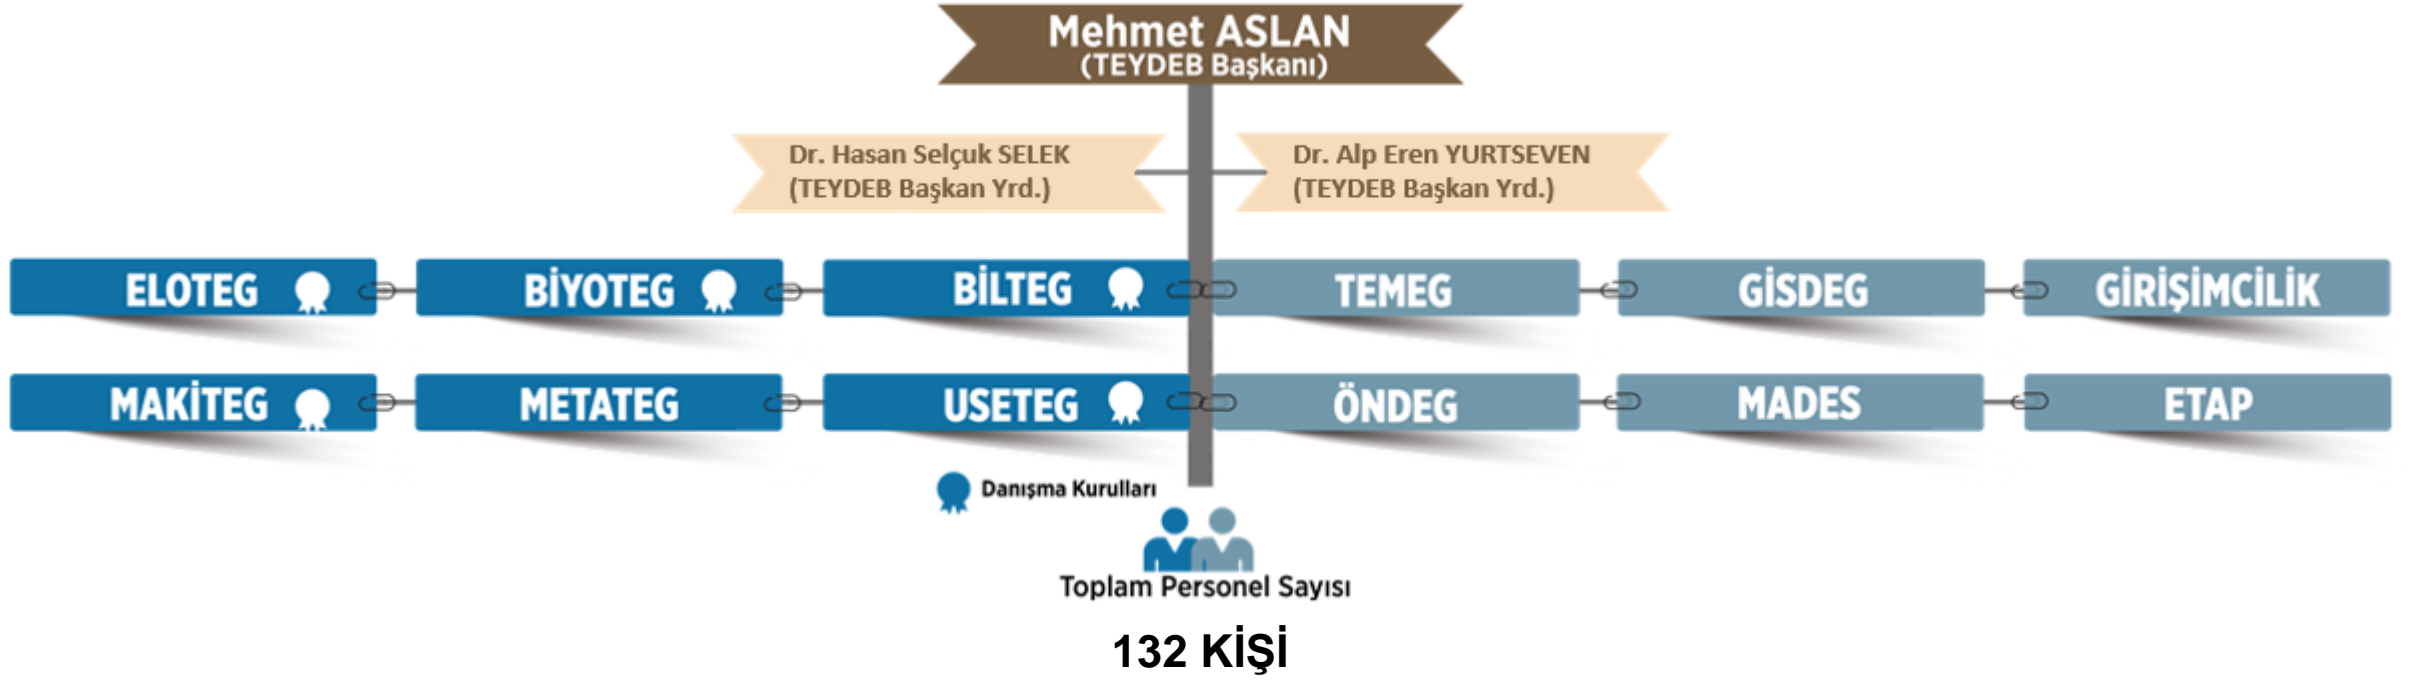 Mehmet ASLAN
(TEYDEB Başkanı)
Dr. Hasan Selçuk SELEK
(TEYDEB Başkan Yrd.)
Dr. Alp Eren YURTSEVEN
(TEYDEB Başkan Yrd.)
ELOTEG
BİYOTEG
BİLTEG
TEMEG
GİSDEG
GİRİŞİMCİLİK
MAKİTEG
METATEG
USETEG
ÖNDEG
MADES
ETAP
Danışma Kurulları
Toplam Personel Sayısı
132 KİŞİ